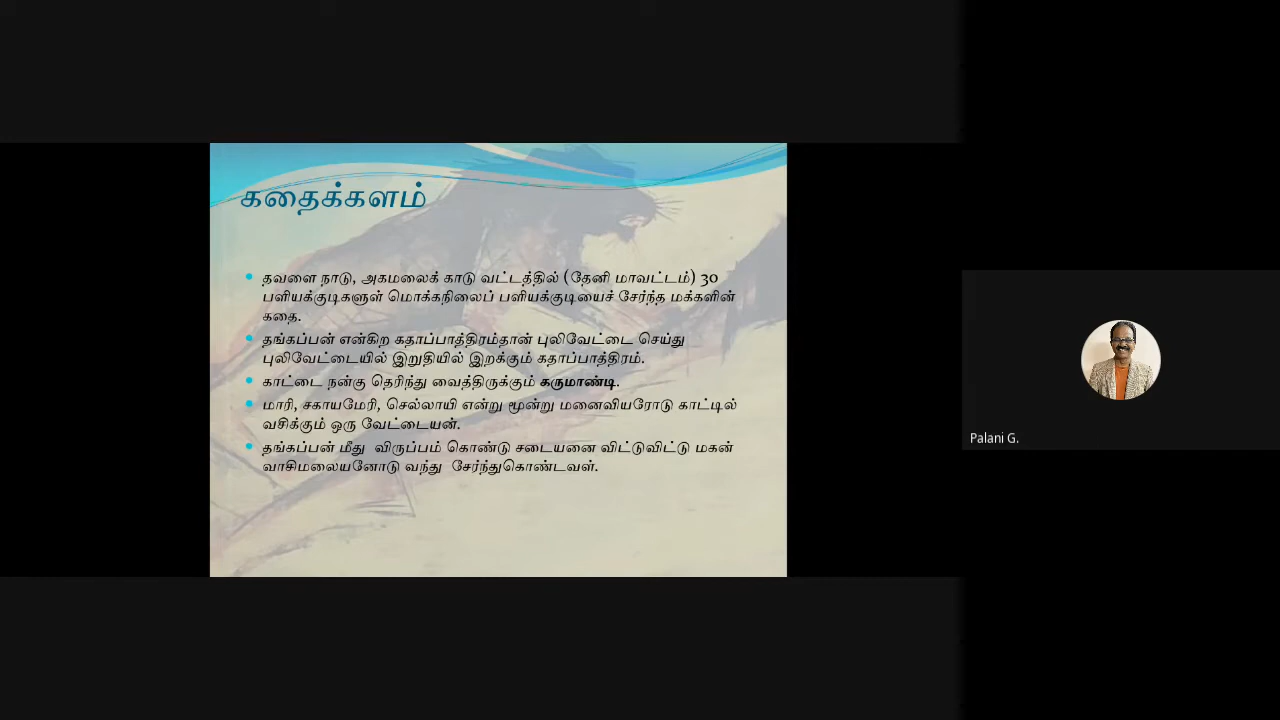 கதைக்களம்
தவளை நாடு, அகமலைக் காடு வட்டத்தில் (தேனி மாவட்டம்) 30
பளியக்குடிகளுள் மொக்கநிலைப் பளியக்குடியைச் சேர்ந்த மக்களின்
கதை.
தங்கப்பன் என்கிற கதாப்பாத்திரம்தான் புலிவேட்டை செய்து
புலிவேட்டையில் இறுதியில் இறக்கும் கதாப்பாத்திரம்.
காட்டை நன்கு தெரிந்து வைத்திருக்கும் கருமாண்டி.
மாரி, சகாயமேரி, செல்லாயி என்று மூன்று மனைவியரோடு காட்டில்
வசிக்கும் ஒரு வேட்டையன்.
தங்கப்பன் மீது விருப்பம் கொண்டு சடையனை விட்டுவிட்டு மகன்
வாசிமலையனோடு வந்து சேர்ந்துகொண்டவள்.
Palani G.